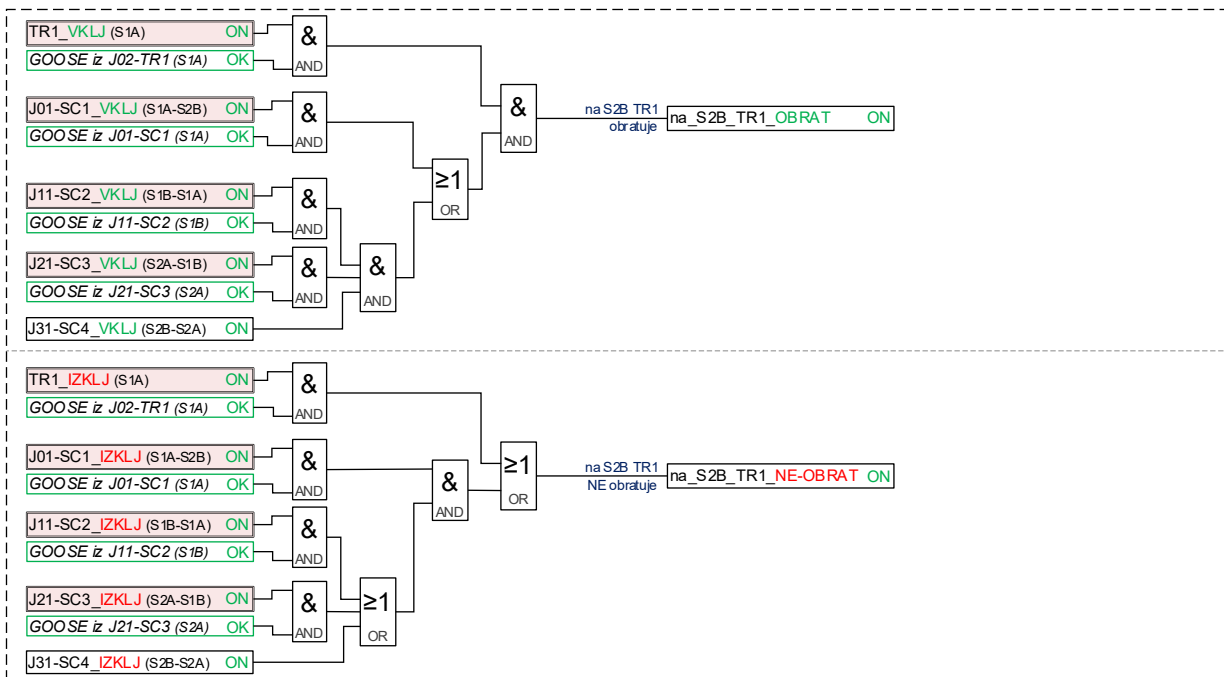 TR1_VKLJ (S1A) ON
&
GOOSE iz J02-TR1 (S1A) OK
AND
J01-SC1_VKLJ (S1A-S2B) ON
&
&
na S2B TR1
obratuje
na_S2B_TR1_OBRAT ON
GOOSE iz J01-SC1 (S1A) OK
AND
AND
≥1
OR
J11-SC2_VKLJ (S1B-S1A) ON
&
GOOSE iz J11-SC2 (S1B) OK
AND
J21-SC3_VKLJ (S2A-S1B) ON
&
&
GOOSE iz J21-SC3 (S2A) OK
AND
AND
J31-SC4_VKLJ (S2B-S2A) ON
TR1_IZKLJ (S1A) ON
&
GOOSE iz J02-TR1 (S1A) OK
AND
J01-SC1_IZKLJ (S1A-S2B) ON
&
≥1
na S2B TR1
NE obratuje
na_S2B_TR1_NE-OBRAT ON
GOOSE iz J01-SC1 (S1A) OK
AND
&
OR
AND
J11-SC2_IZKLJ (S1B-S1A) ON
&
GOOSE iz J11-SC2 (S1B) OK
AND
J21-SC3_IZKLJ (S2A-S1B) ON
&
≥1
GOOSE iz J21-SC3 (S2A) OK
AND
OR
J31-SC4_IZKLJ (S2B-S2A) ON